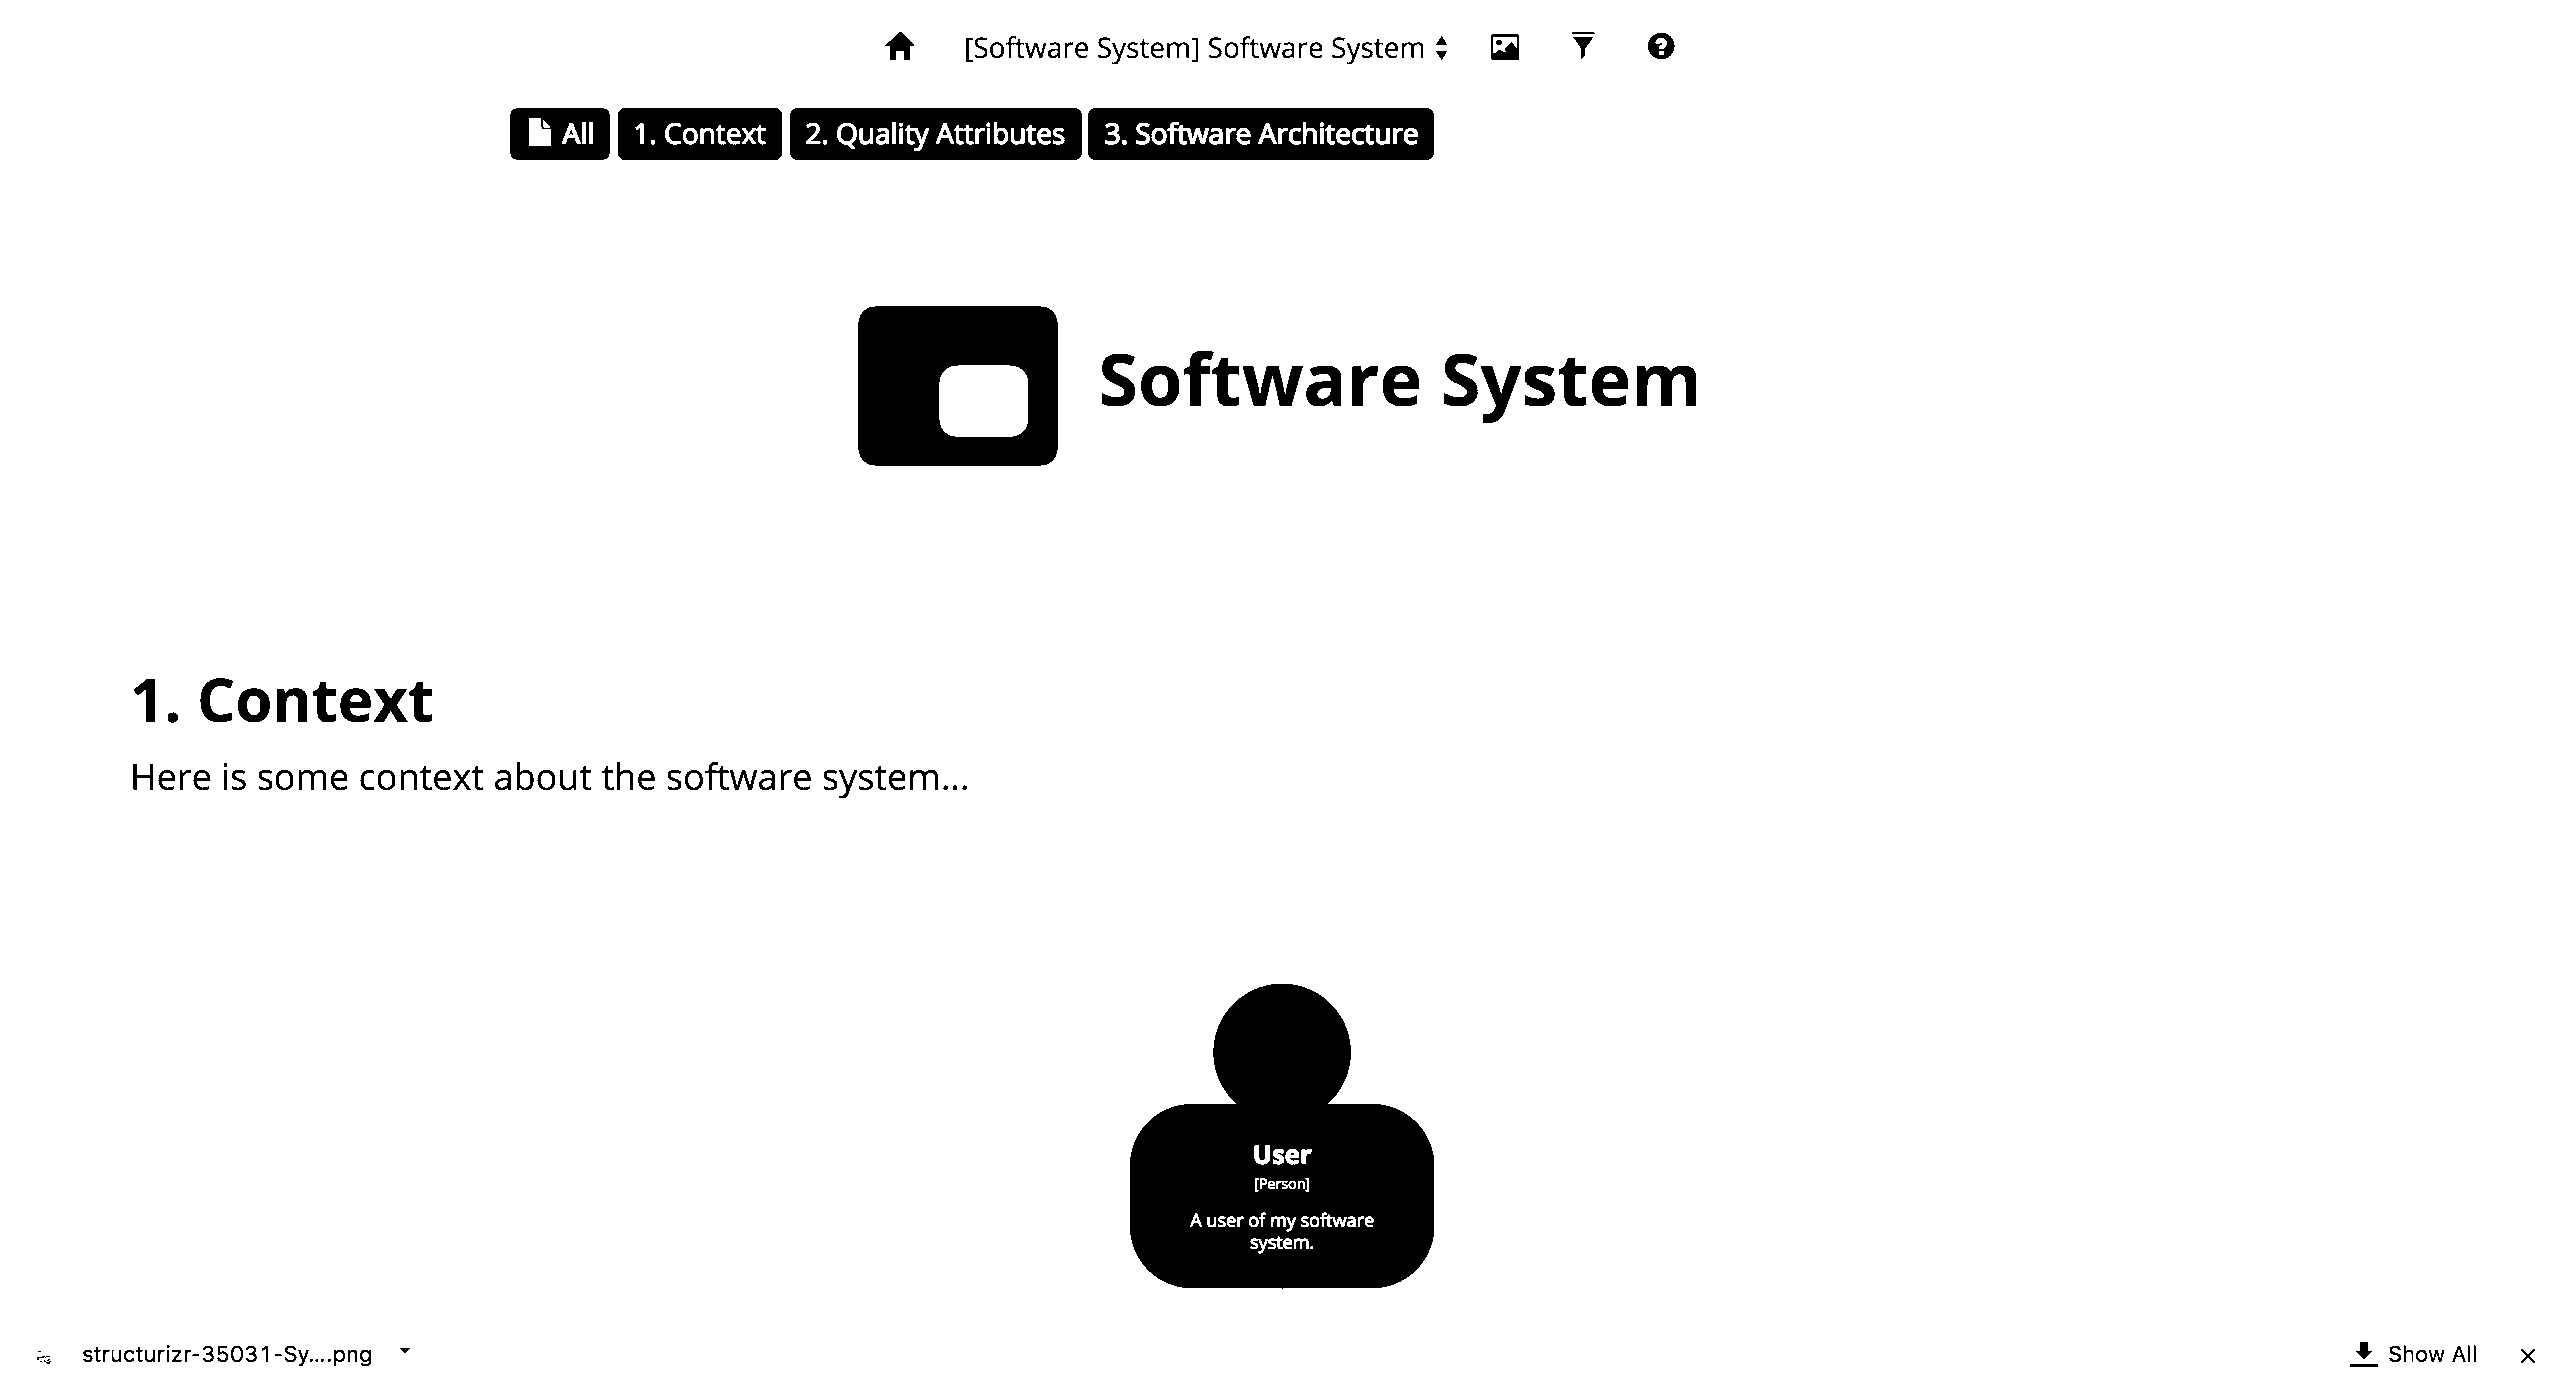 [Software System] Software System
All 1. Context 2. Quality Attributes 3. Software Architecture
Software System
1. Context
Here is some context about the software system...
User
[Person]
A user of my software
system.
structurizr-35031-Sy....png Show All